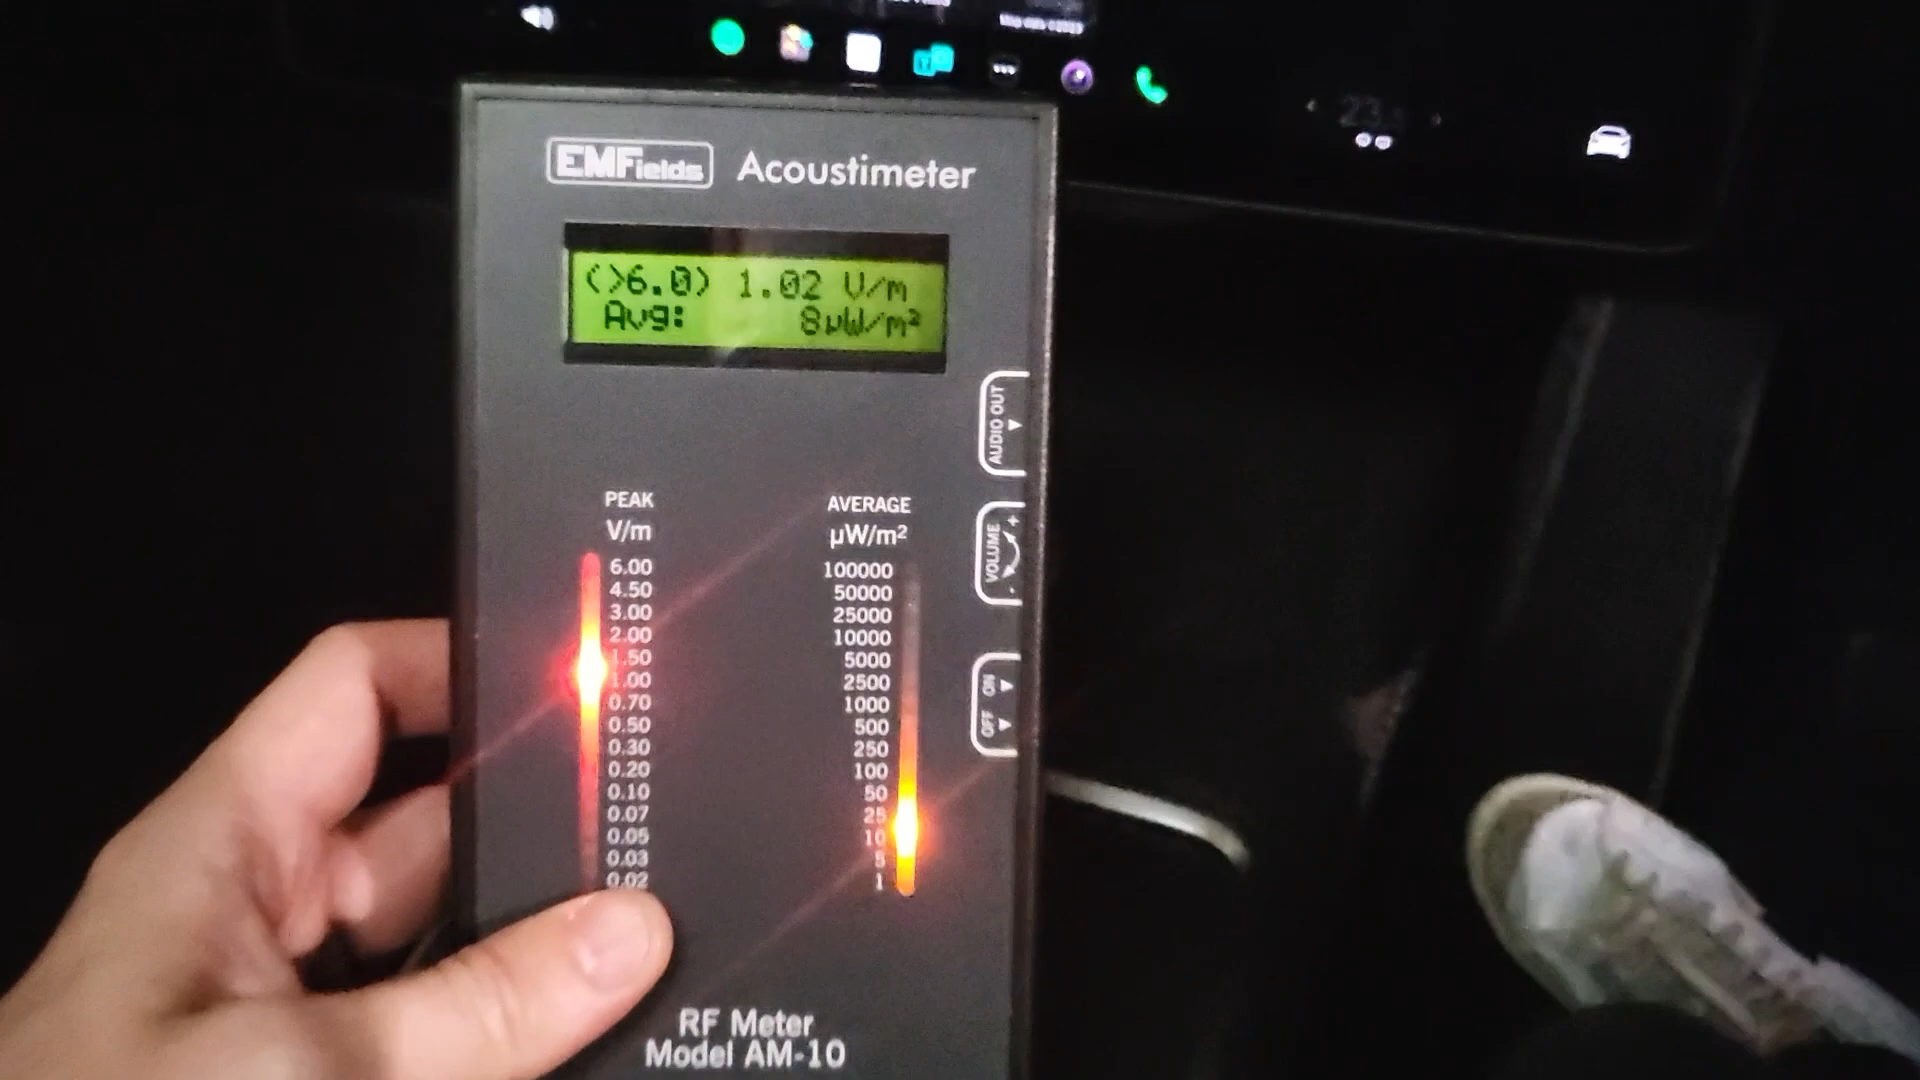 EMFields Acoustimeter
(>6.0) 1.02 V/m
Avg: 8µW/m²
AUDIO OUT
PEAK
V/m
6.00
4.50
3.00
2.00
1.50
1.00
0.70
0.50
0.30
0.20
0.10
0.07
0.05
0.03
0.02
AVERAGE
µW/m²
100000
50000
25000
10000
5000
2500
1000
500
250
100
50
25
10
5
1
- VOLUME +
OFF ON
RF Meter
Model AM-10